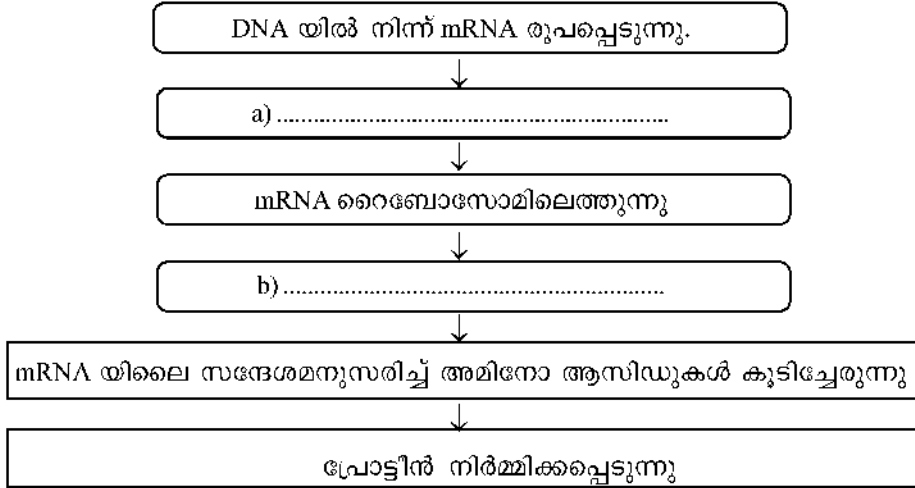 DNA യിൽ നിന്ന് mRNA രൂപപ്പെടുന്നു.
a) ................................................................
mRNA റൈബോസോമിലെത്തുന്നു
b) ..............................................................
mRNA യിലെെ സന്ദേശമനുസരിച്ച് അമിനോ ആസിഡുകൾ കൂടിച്ചേരുന്നു
പ്രോട്ടീൻ നിർമ്മിക്കപ്പെടുന്നു